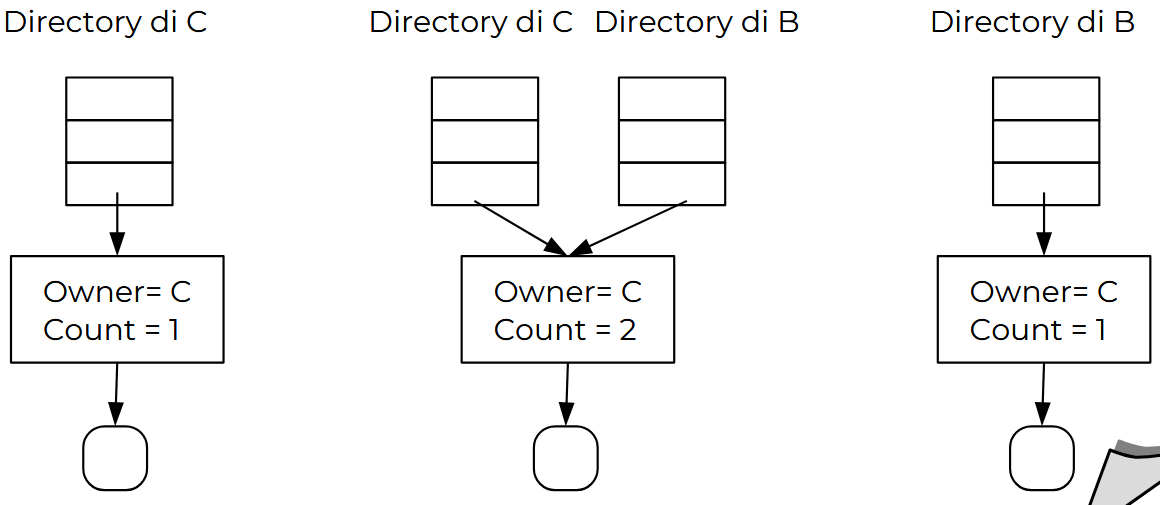 Directory di C
Directory di C
Directory di B
Directory di B
Owner= C
Count = 1
Owner= C
Count = 2
Owner= C
Count = 1